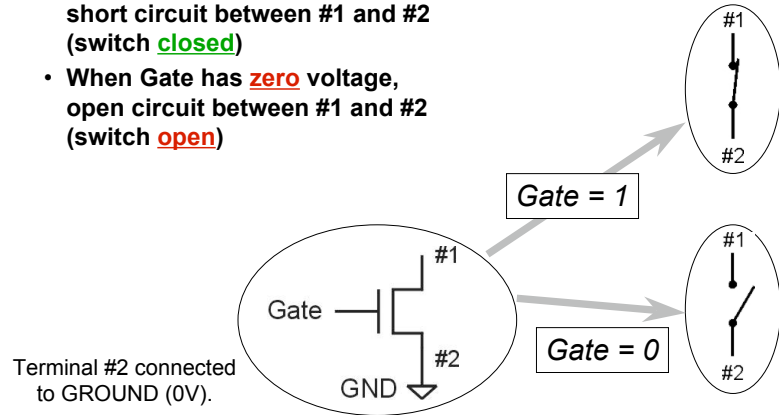 short circuit between #1 and #2
(switch closed)
• When Gate has zero voltage,
open circuit between #1 and #2
(switch open)
#1
#2
Gate = 1
#1
Gate
#2
GND
Terminal #2 connected
to GROUND (0V).
#1
Gate = 0
#2